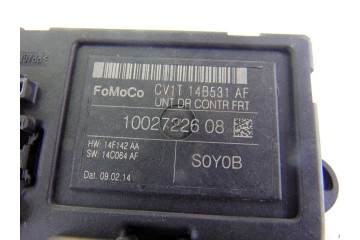 FoMoCo CV1T 14B531 AF
UNT DR CONTR FRT
10027226 08
HW: 14F142 AA
SW: 14C064 AF
S0Y0B
Dat. 09.02.14